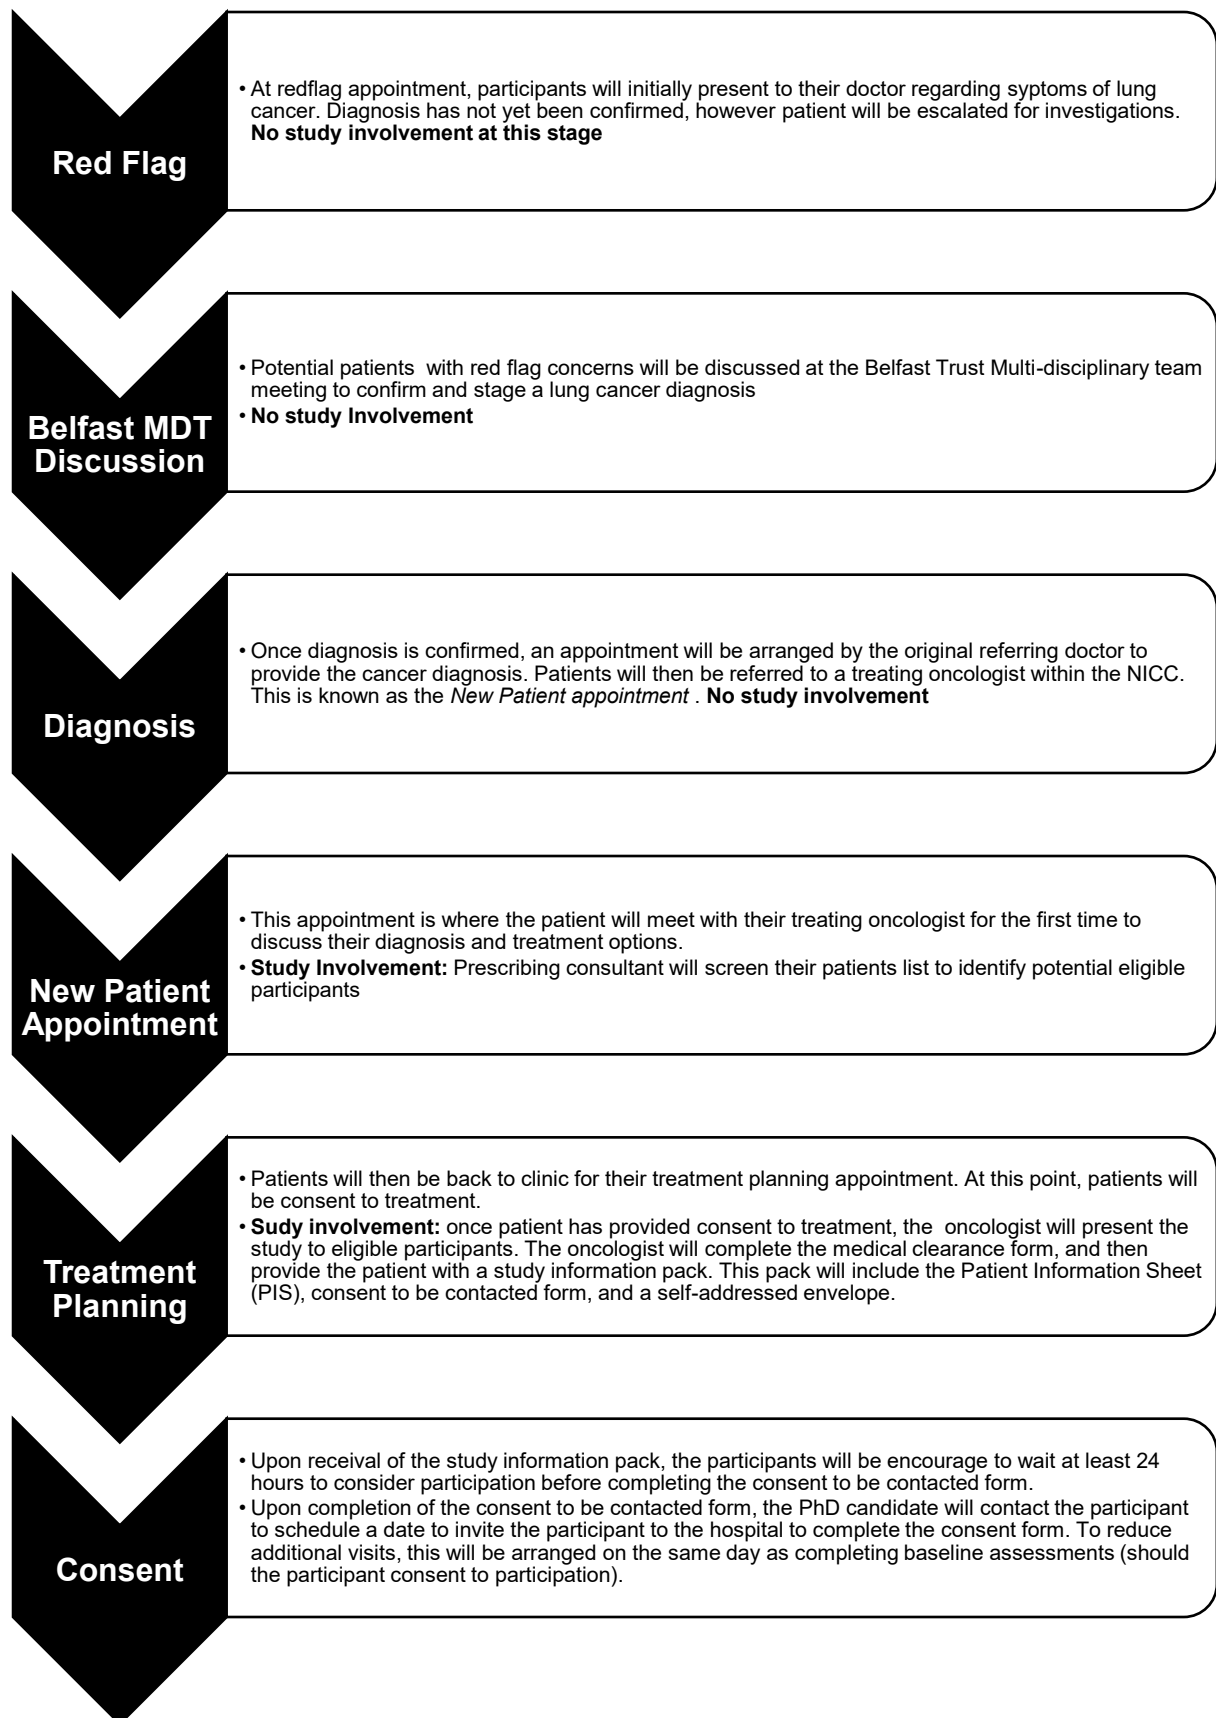 Red Flag
• At redflag appointment, participants will initially present to their doctor regarding syptoms of lung
cancer. Diagnosis has not yet been confirmed, however patient will be escalated for investigations.
No study involvement at this stage
Belfast MDT
Discussion
• Potential patients with red flag concerns will be discussed at the Belfast Trust Multi-disciplinary team
meeting to confirm and stage a lung cancer diagnosis
• No study Involvement
Diagnosis
• Once diagnosis is confirmed, an appointment will be arranged by the original referring doctor to
provide the cancer diagnosis. Patients will then be referred to a treating oncologist within the NICC.
This is known as the New Patient appointment . No study involvement
New Patient
Appointment
• This appointment is where the patient will meet with their treating oncologist for the first time to
discuss their diagnosis and treatment options.
• Study Involvement: Prescribing consultant will screen their patients list to identify potential eligible
participants
Treatment
Planning
• Patients will then be back to clinic for their treatment planning appointment. At this point, patients will
be consent to treatment.
• Sudy involvement: once patient has provided consent to treatment, the oncologist will present the
study to eligible participants. The oncologist will complete the medical clearance form, and then
provide the patient with a study information pack. This pack will include the Patient Information Sheet
(PIS), consent to be contacted form, and a self-addressed envelope.
Consent
• Upon receival of the study information pack, the participants will be encourage to wait at least 24
hours to consider participation before completing the consent to be contacted form.
• Upon completion of the consent to be contacted form, the PhD candidate will contact the participant
to schedule a date to invite the participant to the hospital to complete the consent form. To reduce
additional visits, this will be arranged on the same day as completing baseline assessments (should
the participant consent to participation).